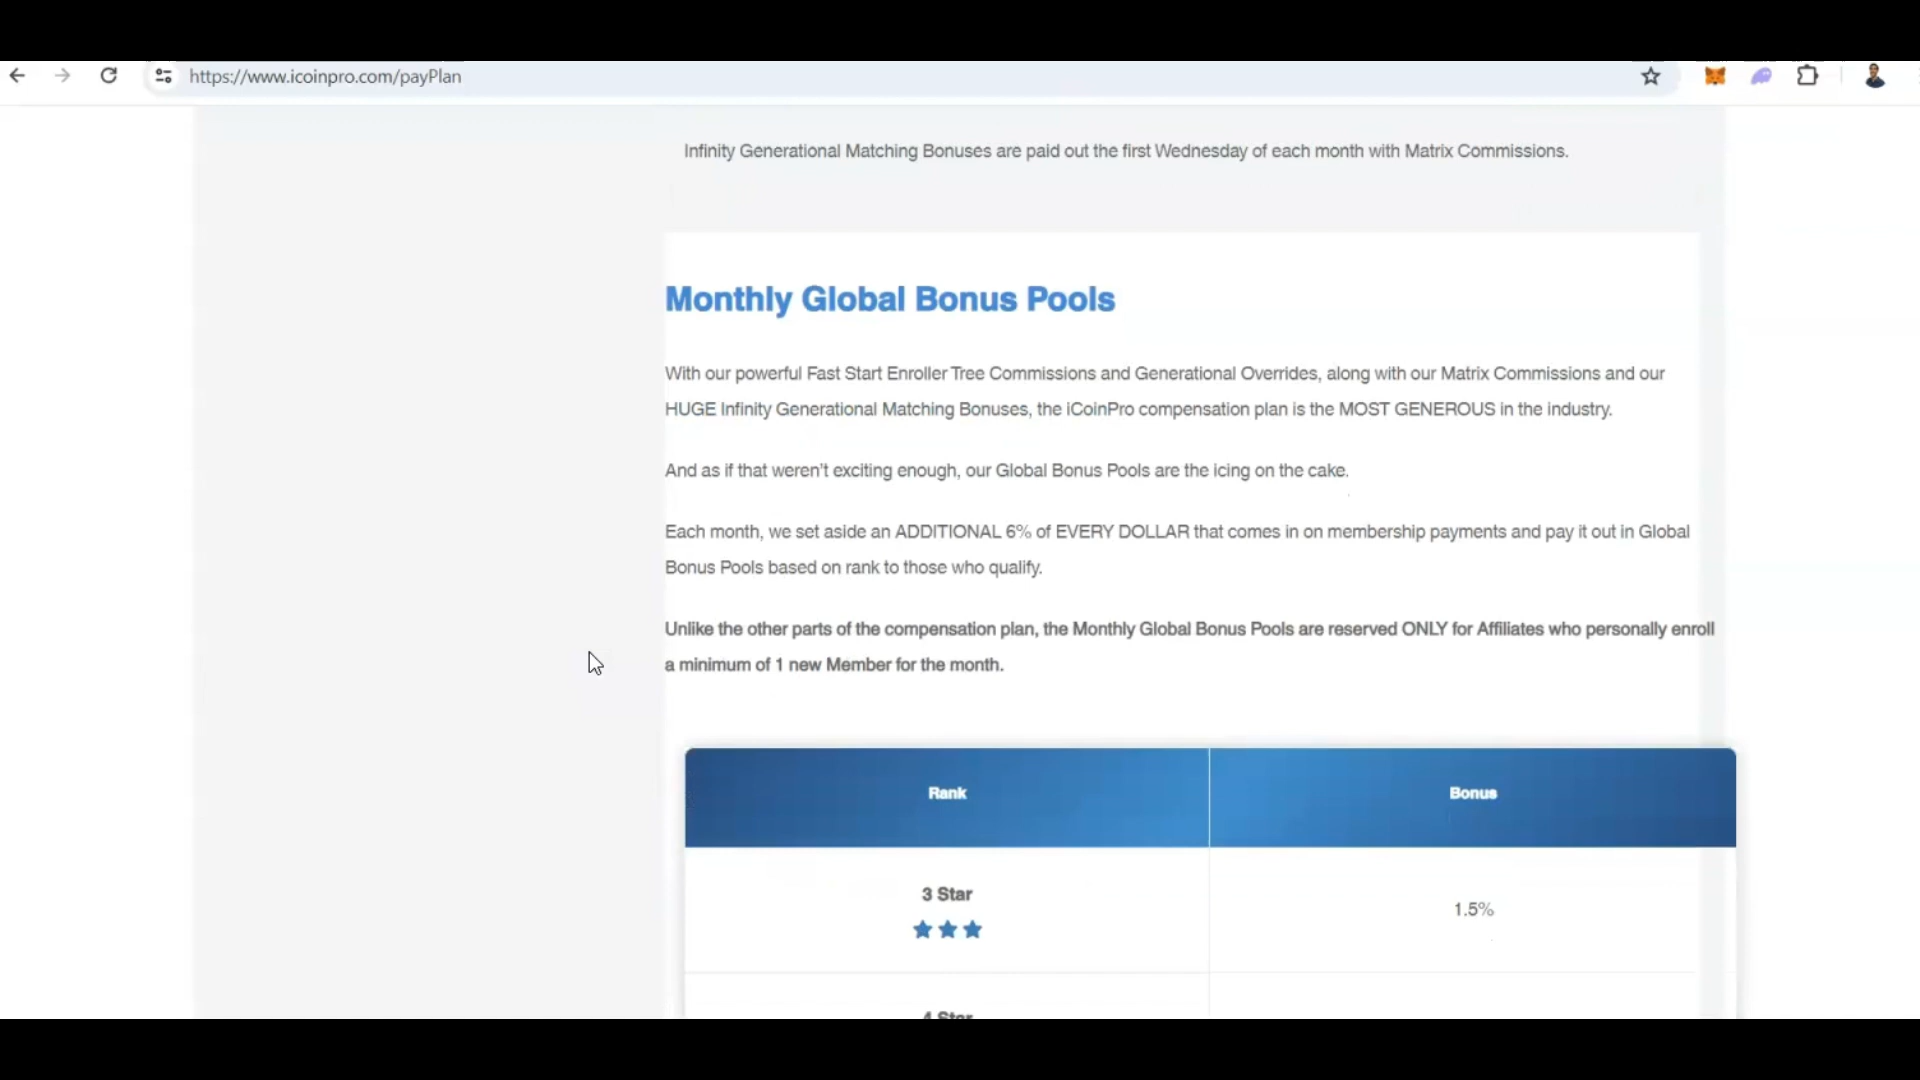 https://www.icoinpro.com/payPlan
Infinity Generational Matching Bonuses are paid out the first Wednesday of each month with Matrix Commissions.
Monthly Global Bonus Pools
With our powerful Fast Start Enroller Tree Commissions and Generational Overrides, along with our Matrix Commissions and our
HUGE Infinity Generational Matching Bonuses, the iCoinPro compensation plan is the MOST GENEROUS in the industry.
And as if that weren't exciting enough, our Global Bonus Pools are the icing on the cake.
Each month, we set aside an ADDITIONAL 6% of EVERY DOLLAR that comes in on membership payments and pay it out in Global
Bonus Pools based on rank to those who qualify.
Unlike the other parts of the compensation plan, the Monthly Global Bonus Pools are reserved ONLY for Affiliates who personally enroll
a minimum of 1 new Member for the month.
Rank Bonus
3 Star
1.5%
4 Star